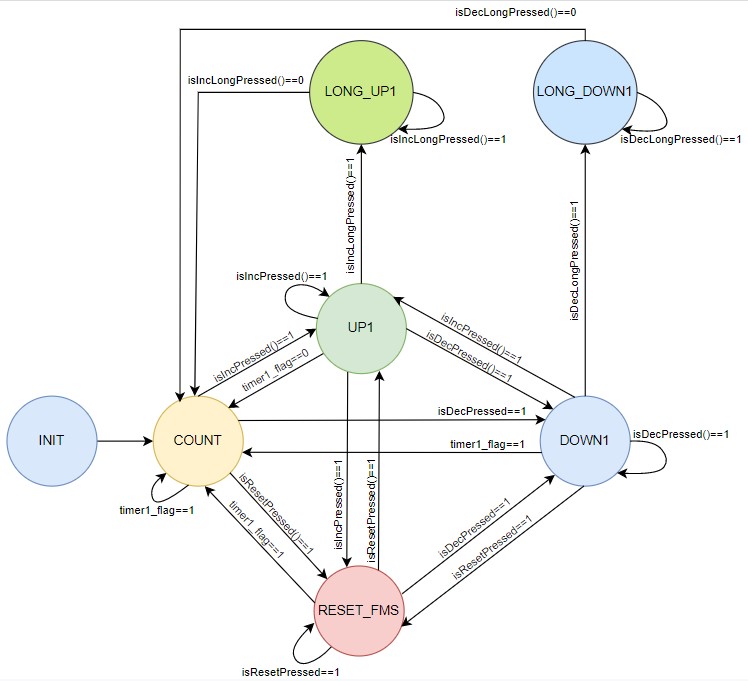 isDecLongPressed()==0
isIncLongPressed()==0
LONG_UP1
LONG_DOWN1
isIncLongPressed()==1
isDecLongPressed()==1
isIncLongPressed()==1
isDecLongPressed()==1
isIncPressed()==1
UP1
isIncPressed()==1
isDecPressed()==1
isIncPressed()==1
timer1_flag==0
isDecPressed==1
INIT
COUNT
timer1_flag==1
DOWN1
isDecPressed()==1
timer1_flag==1
isResetPressed()==1
timer1_flag==1
isIncPressed()==1
isResetPressed==1
isDecPressed()==1
isResetPressed==1
RESET_FMS
isResetPressed==1